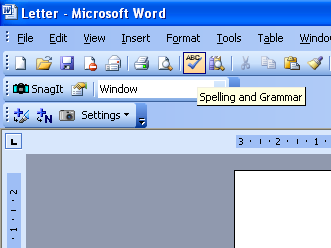 Letter - Microsoft Word
File Edit View Insert Format Tools Table Window
ABC
SnagIt Window
Spelling and Grammar
N Settings
L 3 2 1
2
1